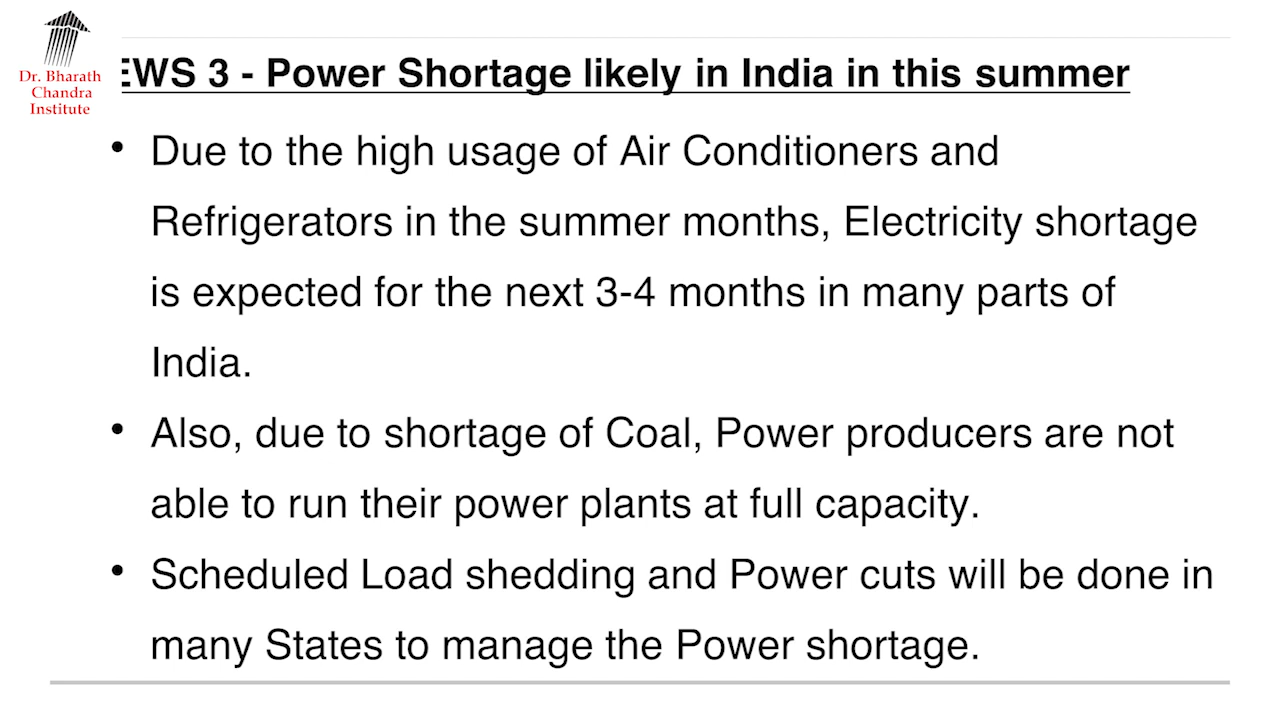 Dr. Bharath
Chandra
Institute
EWS 3 - Power Shortage likely in India in this summer
• Due to the high usage of Air Conditioners and
Refrigerators in the summer months, Electricity shortage
is expected for the next 3-4 months in many parts of
India.
• Also, due to shortage of Coal, Power producers are not
able to run their power plants at full capacity.
• Scheduled Load shedding and Power cuts will be done in
many States to manage the Power shortage.